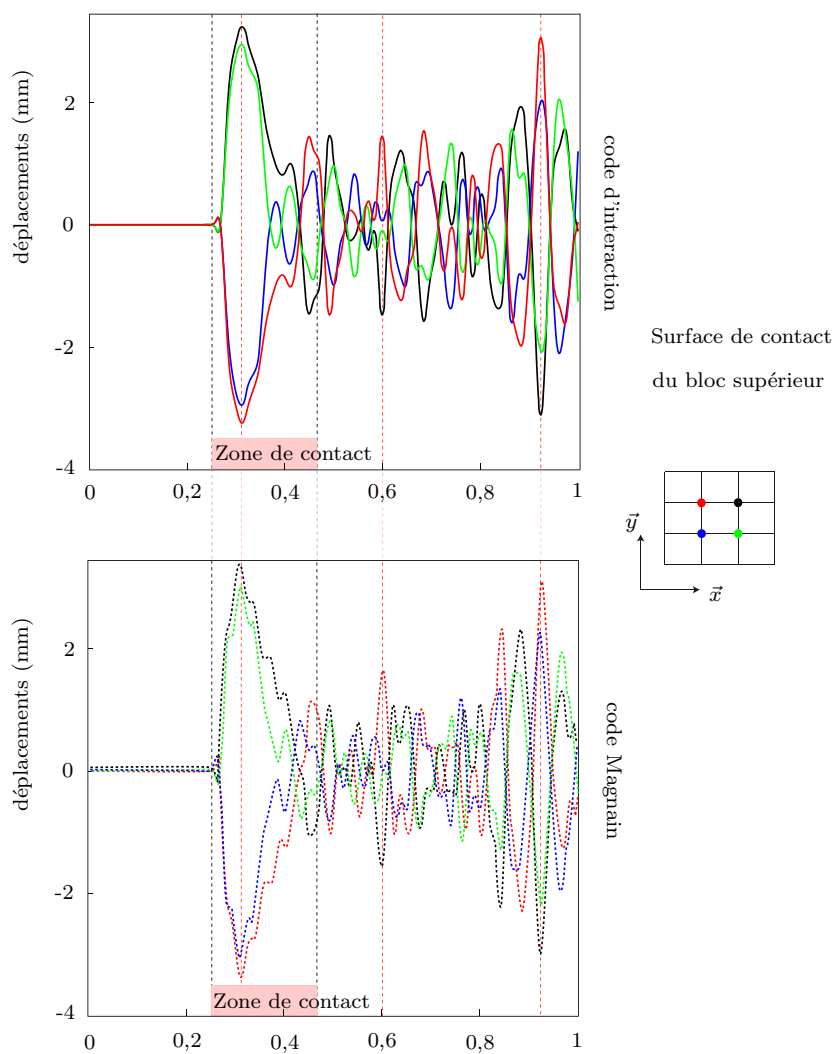 déplacements (mm)
2
0
-2
-4
Zone de contact
0
0,2
0,4
0,6
0,8
1
code d'interaction
Surface de contact
du bloc supérieur
y⃗
x⃗
déplacements (mm)
2
0
-2
-4
Zone de contact
0
0,2
0,4
0,6
0,8
1
code Magnain